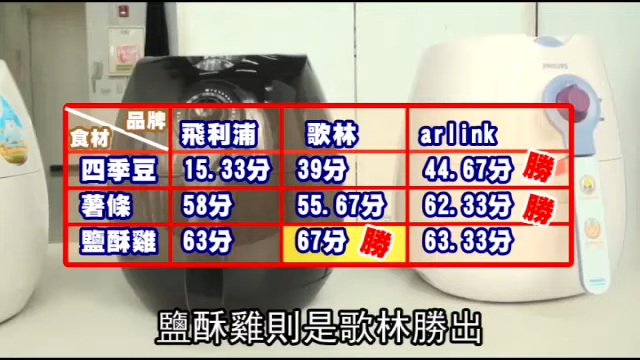 PHILIPS
品牌
食材
飛利浦 歌林 arlink
四季豆 15.33分 39分 44.67分 勝
薯條 58分 55.67分 62.33分 勝
鹽酥雞 63分 67分 勝 63.33分
鹽酥雞則是歌林勝出